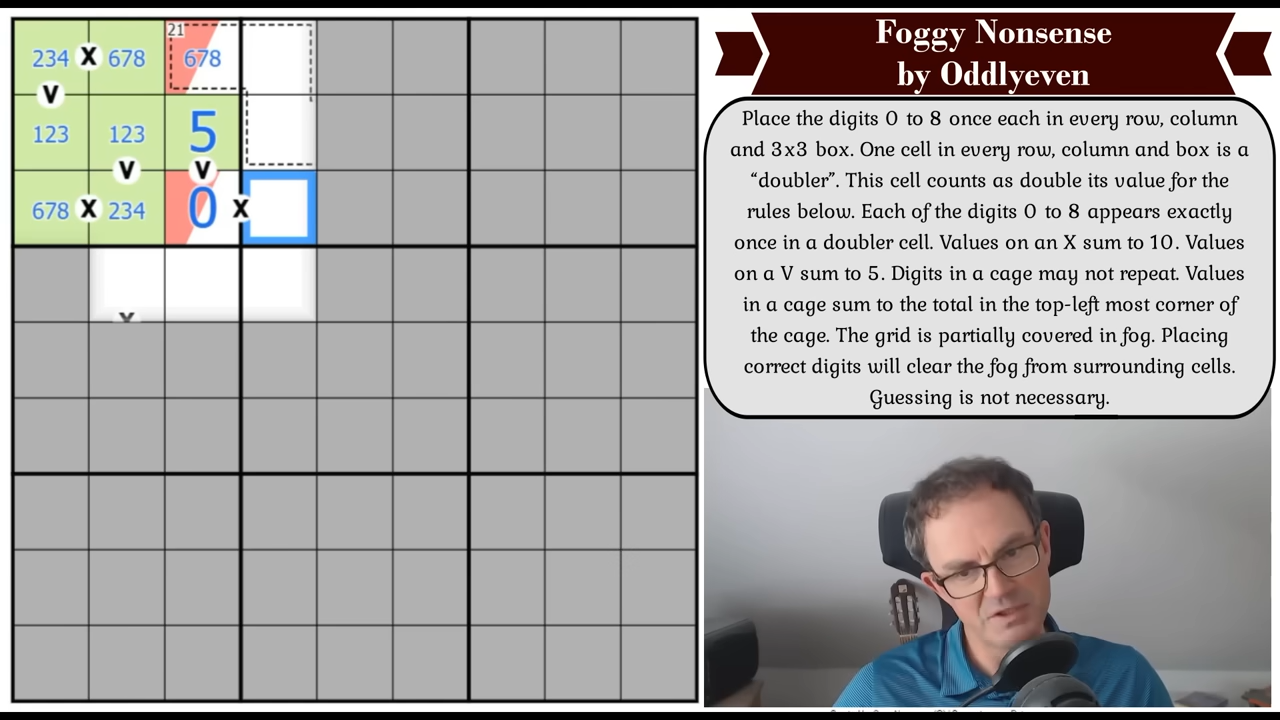 Foggy Nonsense
by Oddlyeven
Place the digits 0 to 8 once each in every row, column
and 3x3 box. One cell in every row, column and box is a
“doubler”. This cell counts as double its value for the
rules below. Each of the digits 0 to 8 appears exactly
once in a doubler cell. Values on an X sum to 10. Values
on a V sum to 5. Digits in a cage may not repeat. Values
in a cage sum to the total in the top-left most corner of
the cage. The grid is partially covered in fog. Placing
correct digits will clear the fog from surrounding cells.
Guessing is not necessary.
21
234 X 678 678
V
123 123 5
V V
678 X 234 0 X